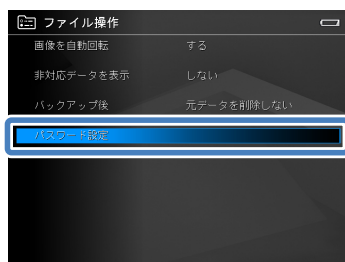 ファイル操作
画像を自動回転 する
非対応データを表示 しない
バックアップ後 元データを削除しない
パスワード設定